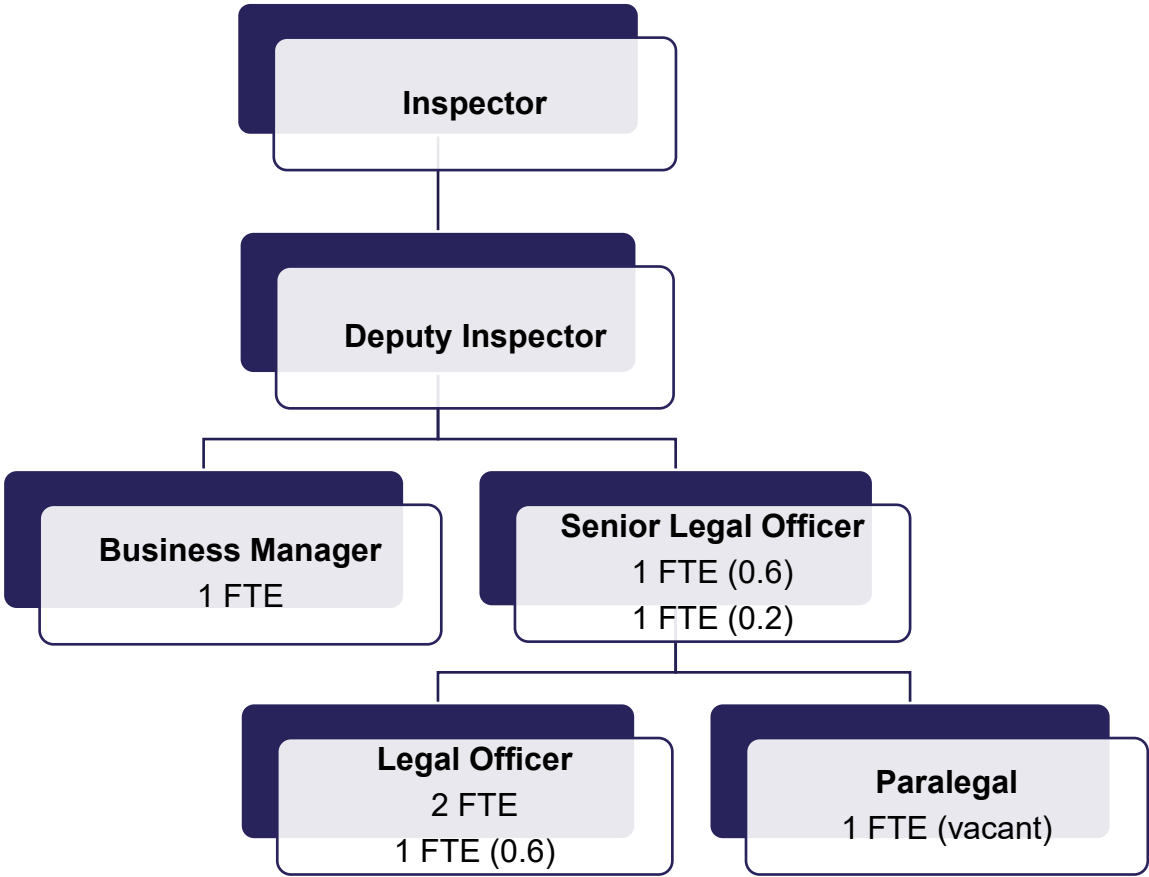 Inspector
Deputy Inspector
Business Manager
1 FTE
Senior Legal Officer
1 FTE (0.6)
1 FTE (0.2)
Legal Officer
2 FTE
1 FTE (0.6)
Paralegal
1 FTE (vacant)